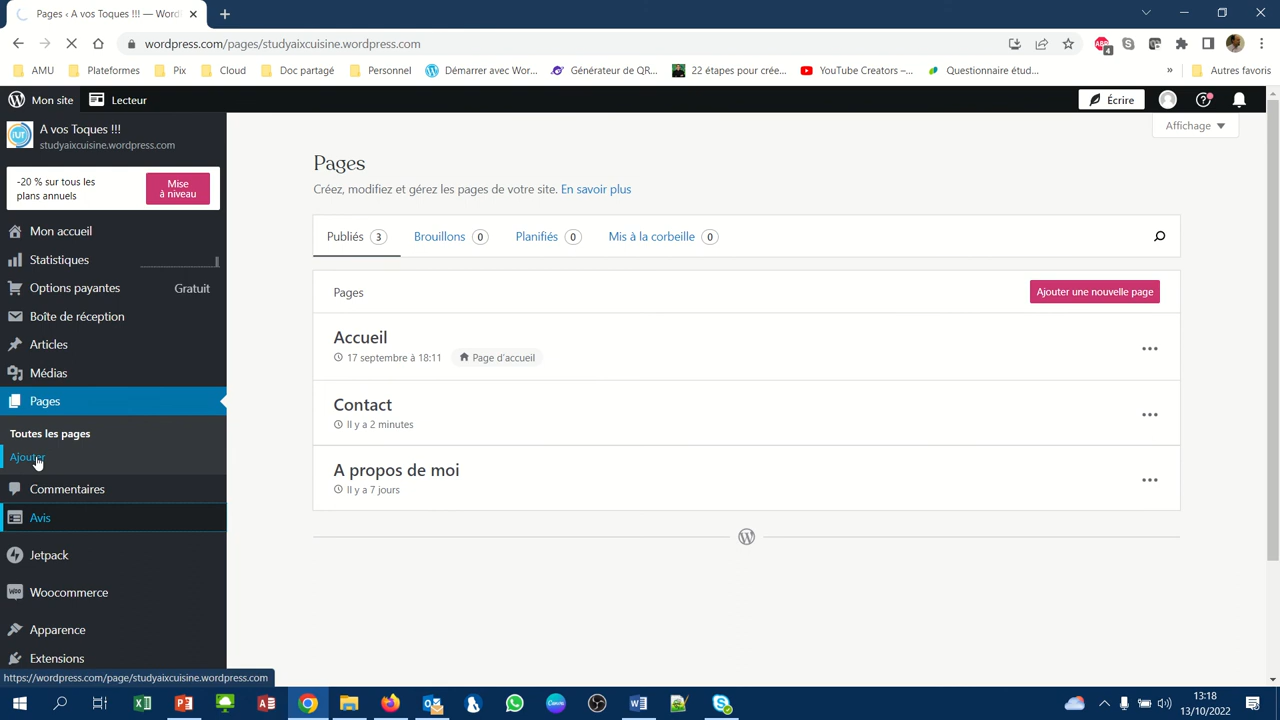 Pages ‹ A vos Toques !!! — Word
wordpress.com/pages/studyaixcuisine.wordpress.com
AMU
Plateformes
Pix
Cloud
Doc partagé
Personnel
Démarrer avec Wor...
Générateur de QR...
22 étapes pour crée...
YouTube Creators –...
Questionnaire étud...
»
Autres favoris
Mon site
Lecteur
Écrire
A vos Toques !!!
studyaixcuisine.wordpress.com
Affichage
-20 % sur tous les
plans annuels
Mise
à niveau
Mon accueil
Statistiques
Options payantes
Gratuit
Boîte de réception
Articles
Médias
Pages
Toutes les pages
Ajouter
Commentaires
Avis
Jetpack
Woocommerce
Apparence
Extensions
Pages
Créez, modifiez et gérez les pages de votre site. En savoir plus
Publiés 3
Brouillons 0
Planifiés 0
Mis à la corbeille 0
Pages
Ajouter une nouvelle page
Accueil
17 septembre à 18:11
Page d'accueil
Contact
Il y a 2 minutes
A propos de moi
Il y a 7 jours
https://wordpress.com/page/studyaixcuisine.wordpress.com
13:18
13/10/2022